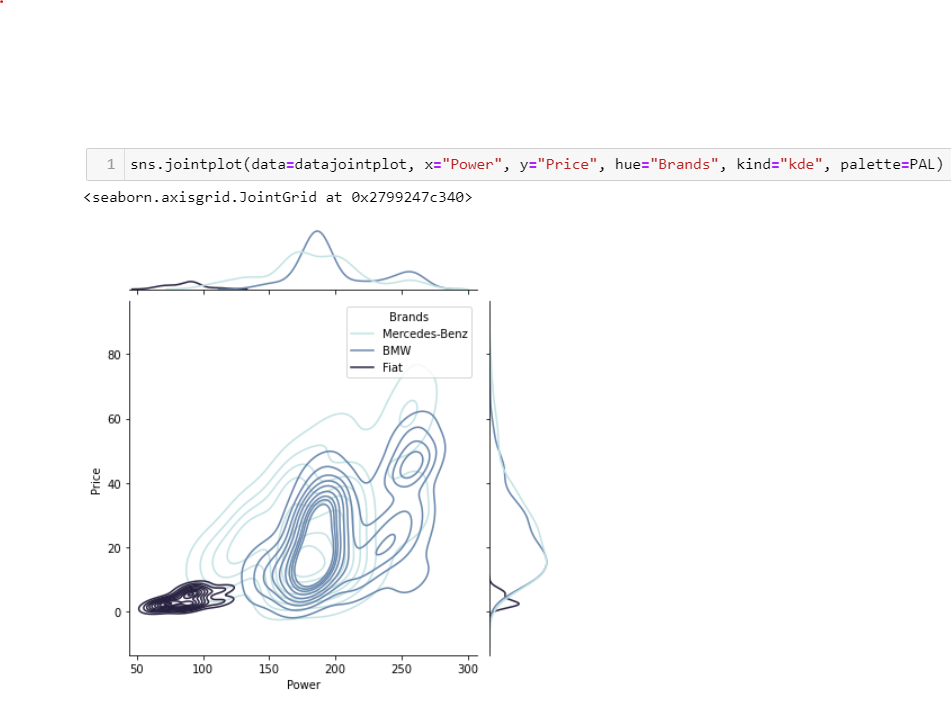 1 sns.jointplot(data=datajointplot, x="Power", y="Price", hue="Brands", kind="kde", palette=PAL)
<seaborn.axisgrid.JointGrid at 0x2799247c340>
Brands
Mercedes-Benz
BMW
Fiat
80
60
40
20
0
Price
50 100 150 200 250 300
Power